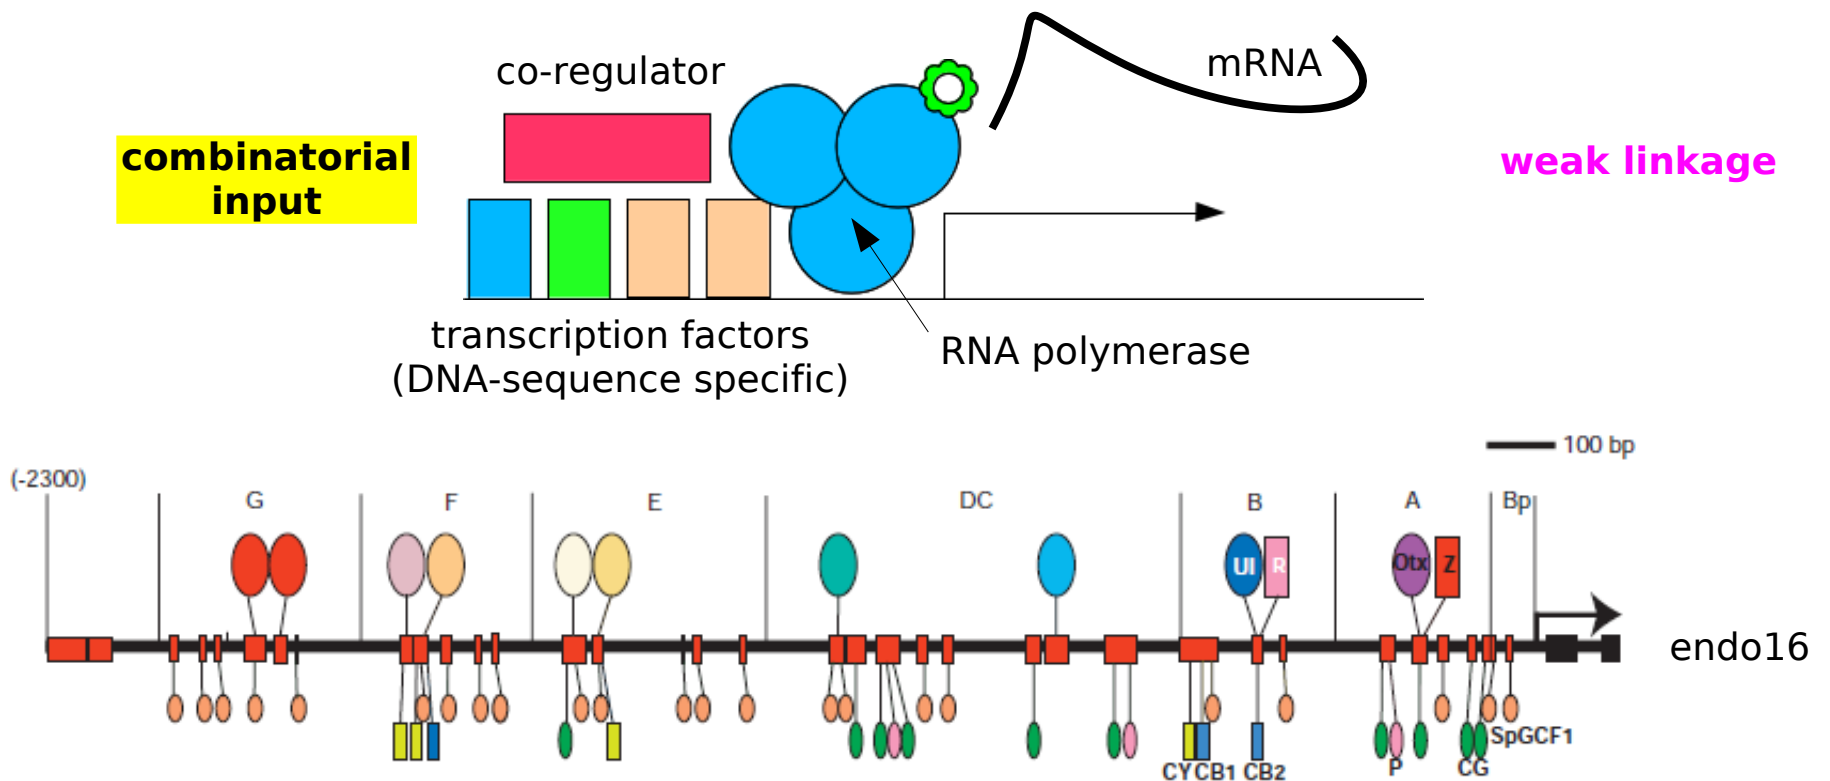 co-regulator
mRNA
combinatorial
input
weak linkage
transcription factors
(DNA-sequence specific)
RNA polymerase
100 bp
(-2300)
G
F
E
DC
B
A
Bp
UI
R
Otx
Z
endo16
SpGCF1
CY
CB1
CB2
P
CG